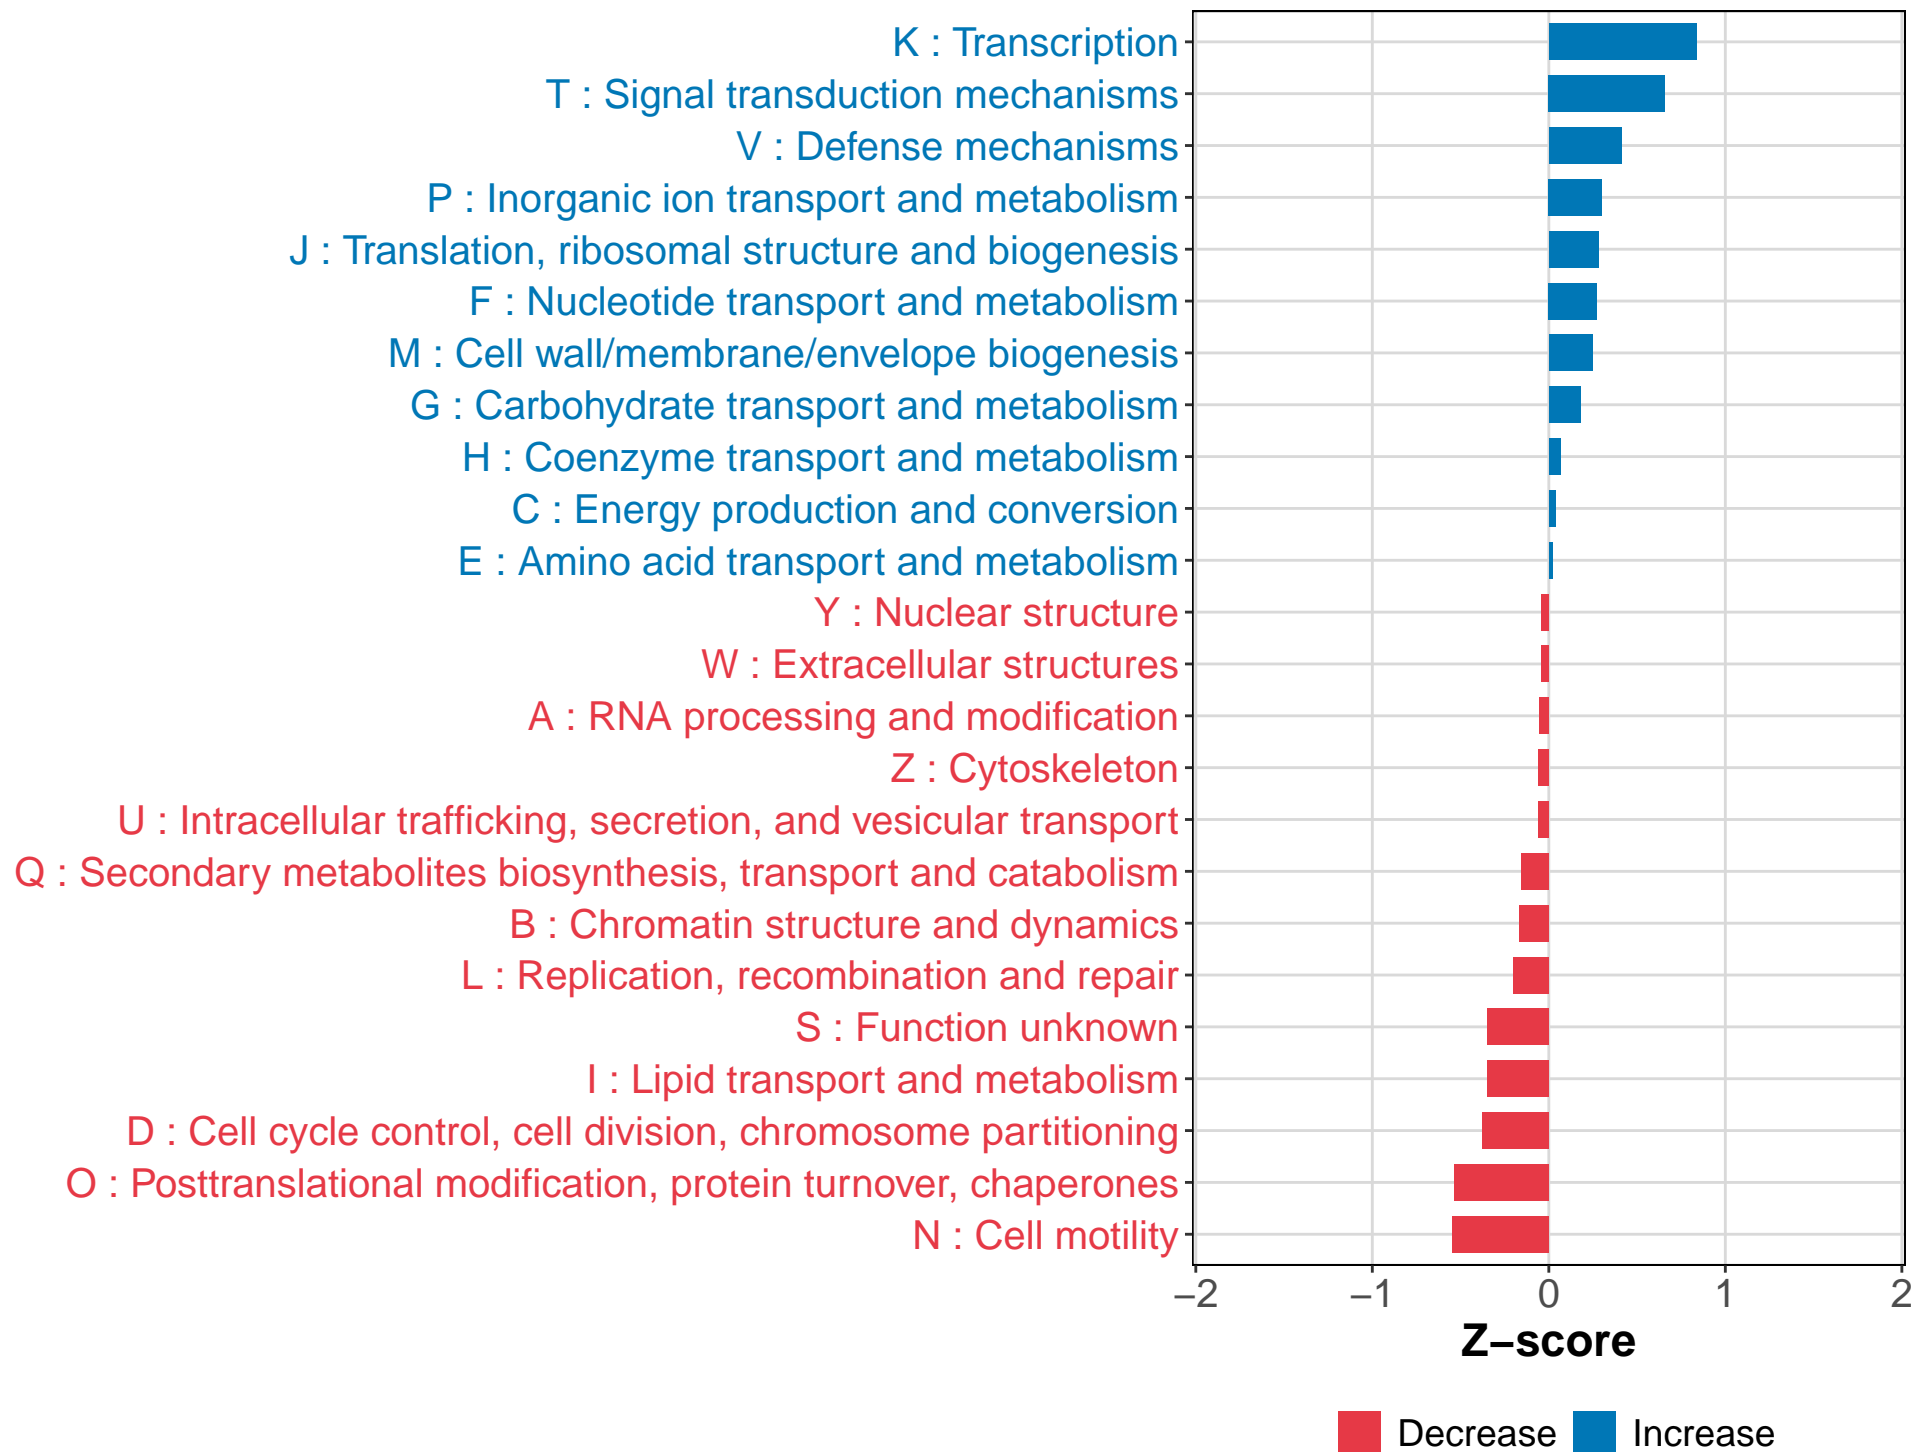 K : Transcription
T : Signal transduction mechanisms
V : Defense mechanisms
P : Inorganic ion transport and metabolism
J : Translation, ribosomal structure and biogenesis
F : Nucleotide transport and metabolism
M : Cell wall/membrane/envelope biogenesis
G : Carbohydrate transport and metabolism
H : Coenzyme transport and metabolism
C : Energy production and conversion
E : Amino acid transport and metabolism
Y : Nuclear structure
W : Extracellular structures
A : RNA processing and modification
Z : Cytoskeleton
U : Intracellular trafficking, secretion, and vesicular transport
Q : Secondary metabolites biosynthesis, transport and catabolism
B : Chromatin structure and dynamics
L : Replication, recombination and repair
S : Function unknown
I : Lipid transport and metabolism
D : Cell cycle control, cell division, chromosome partitioning
O : Posttranslational modification, protein turnover, chaperones
N : Cell motility
−2 −1 0 1 2
Z−score
Decrease Increase